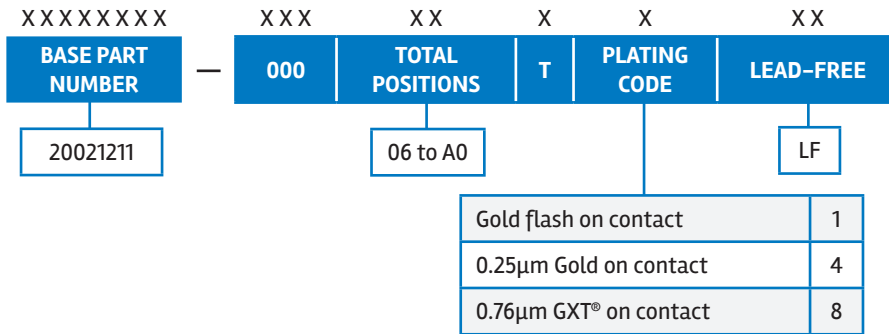 XXXXXXXX XXX XX X X XX
BASE PART NUMBER — 000 TOTAL POSITIONS T PLATING CODE LEAD–FREE
20021211 06 to A0 LF
Gold flash on contact 1
0.25µm Gold on contact 4
0.76µm GXT® on contact 8